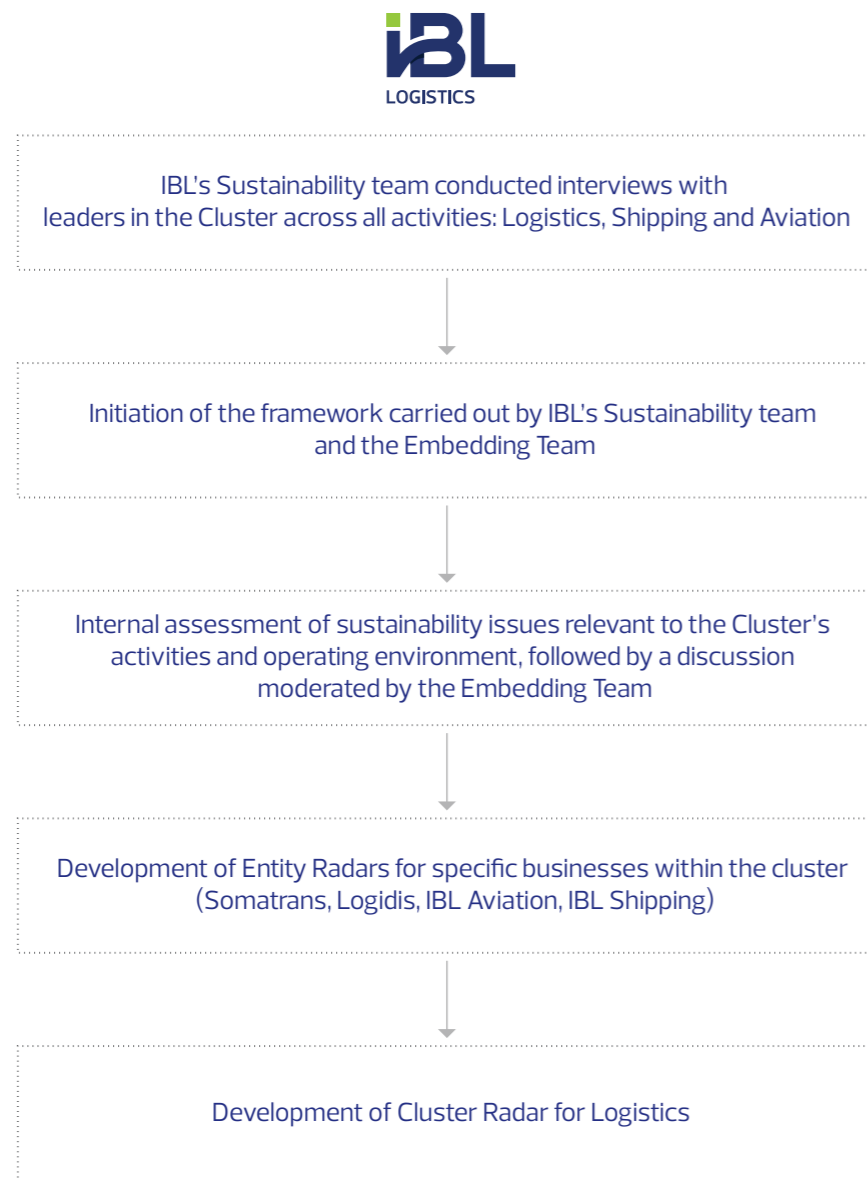 iBL
LOGISTICS
IBL's Sustainability team conducted interviews with
leaders in the Cluster across all activities: Logistics, Shipping and Aviation
Initiation of the framework carried out by IBL's Sustainability team
and the Embedding Team
Internal assessment of sustainability issues relevant to the Cluster's
activities and operating environment, followed by a discussion
moderated by the Embedding Team
Development of Entity Radars for specific businesses within the cluster
(Somatrans, Logidis, IBL Aviation, IBL Shipping)
Development of Cluster Radar for Logistics